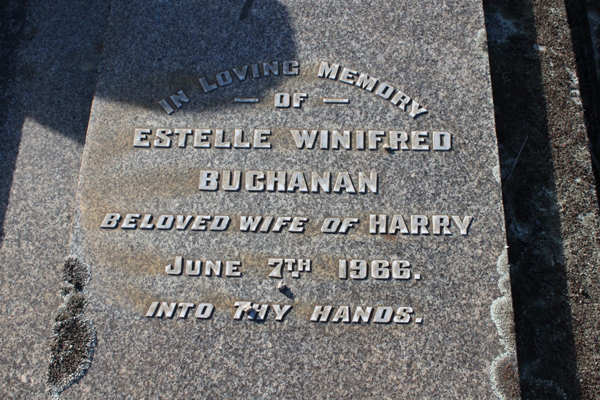 IN LOVING MEMORY
— OF —
ESTELLE WINIFRED
BUCHANAN
BELOVED WIFE OF HARRY
JUNE 7TH 1966.
INTO THY HANDS.